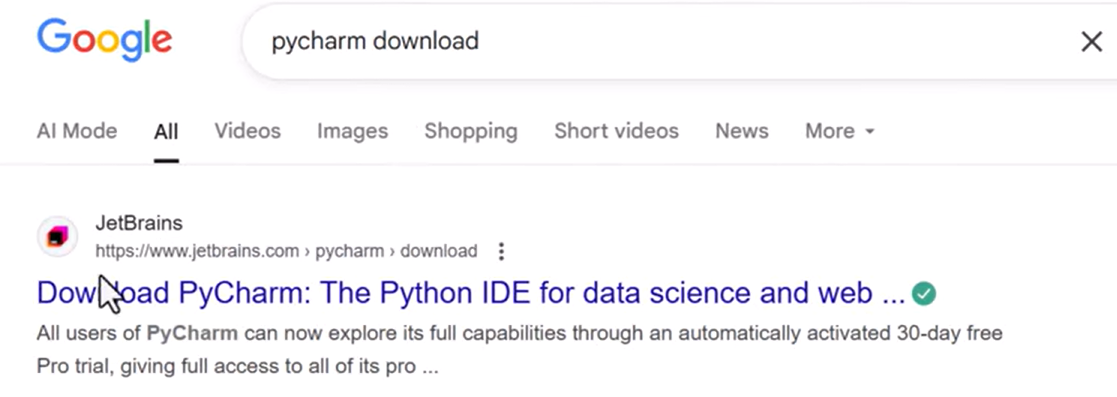 Google
pycharm download
AI Mode All Videos Images Shopping Short videos News More
JetBrains
https://www.jetbrains.com › pycharm › download
Download PyCharm: The Python IDE for data science and web ...
All users of PyCharm can now explore its full capabilities through an automatically activated 30-day free
Pro trial, giving full access to all of its pro ...